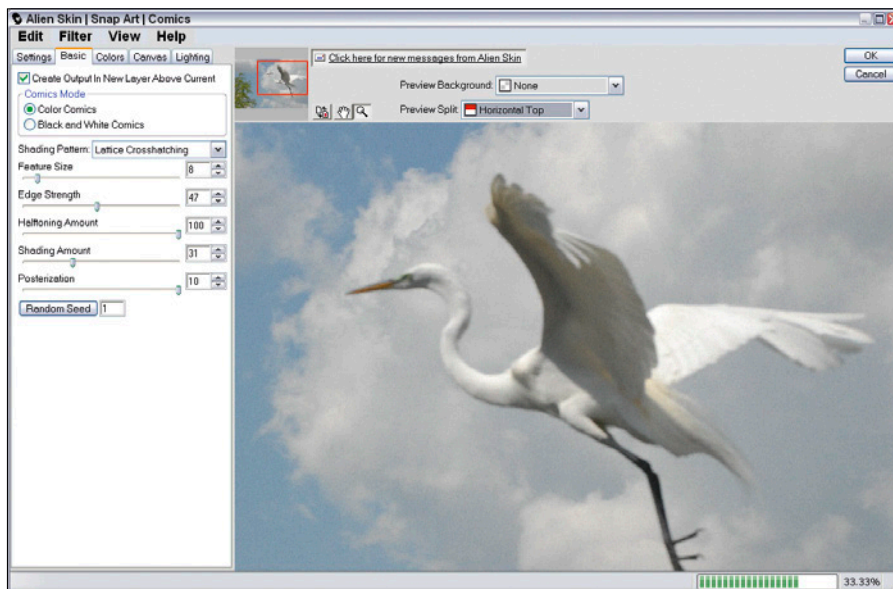 Alien Skin | Snap Art | Comics
Edit Filter View Help
Settings Basic Colors Canvas Lighting
Create Output In New Layer Above Current
Comics Mode
Color Comics
Black and White Comics
Shading Pattern: Lattice Crosshatching
Feature Size 8
Edge Strength 47
Halftoning Amount 100
Shading Amount 31
Posterization 10
Random Seed 1
Click here for new messages from Alien Skin
Preview Background: None
Preview Split: Horizontal Top
OK
Cancel
33.33%